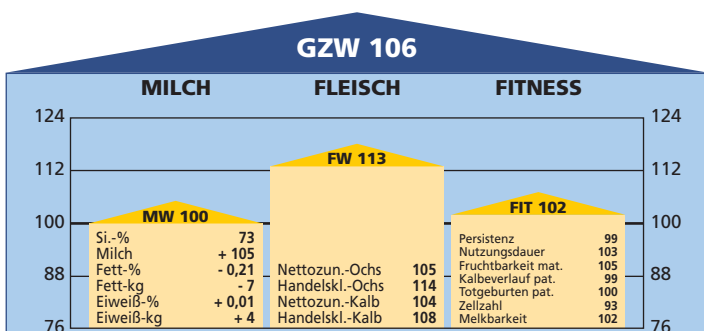 GZW 106
MILCH FLEISCH FITNESS
124 124
112 112
100 100
88 88
76 76
MW 100
Si.-% 73
Milch + 105
Fett-% - 0,21
Fett-kg - 7
Eiweiß-% + 0,01
Eiweiß-kg + 4
FW 113
Nettozun.-Ochs 105
Handelskl.-Ochs 114
Nettozun.-Kalb 104
Handelskl.-Kalb 108
FIT 102
Persistenz 99
Nutzungsdauer 103
Fruchtbarkeit mat. 105
Kalbeverlauf pat. 99
Totgeburten pat. 100
Zellzahl 93
Melkbarkeit 102